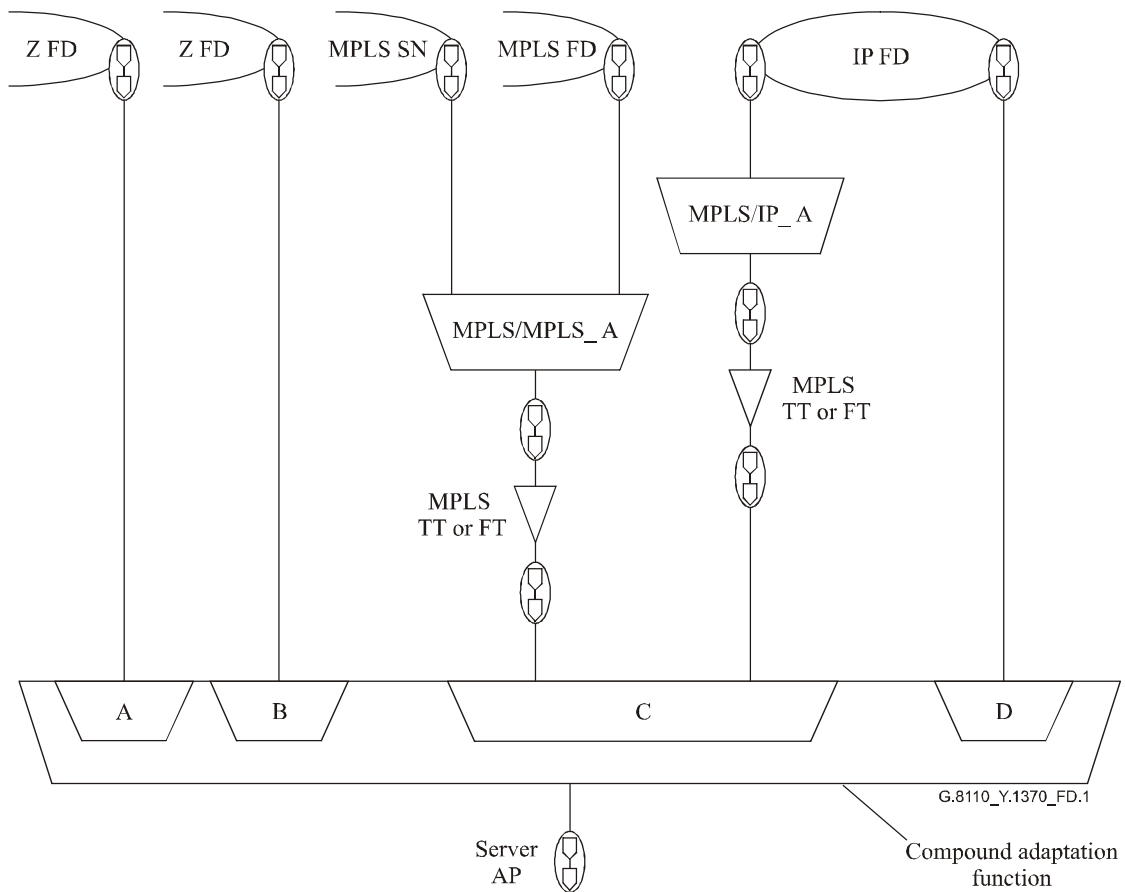 Z FD
Z FD
MPLS SN
MPLS FD
IP FD
MPLS/IP_ A
MPLS/MPLS_ A
MPLS
TT or FT
MPLS
TT or FT
A
B
C
D
G.8110_Y.1370_FD.1
Server
AP
Compound adaptation
function